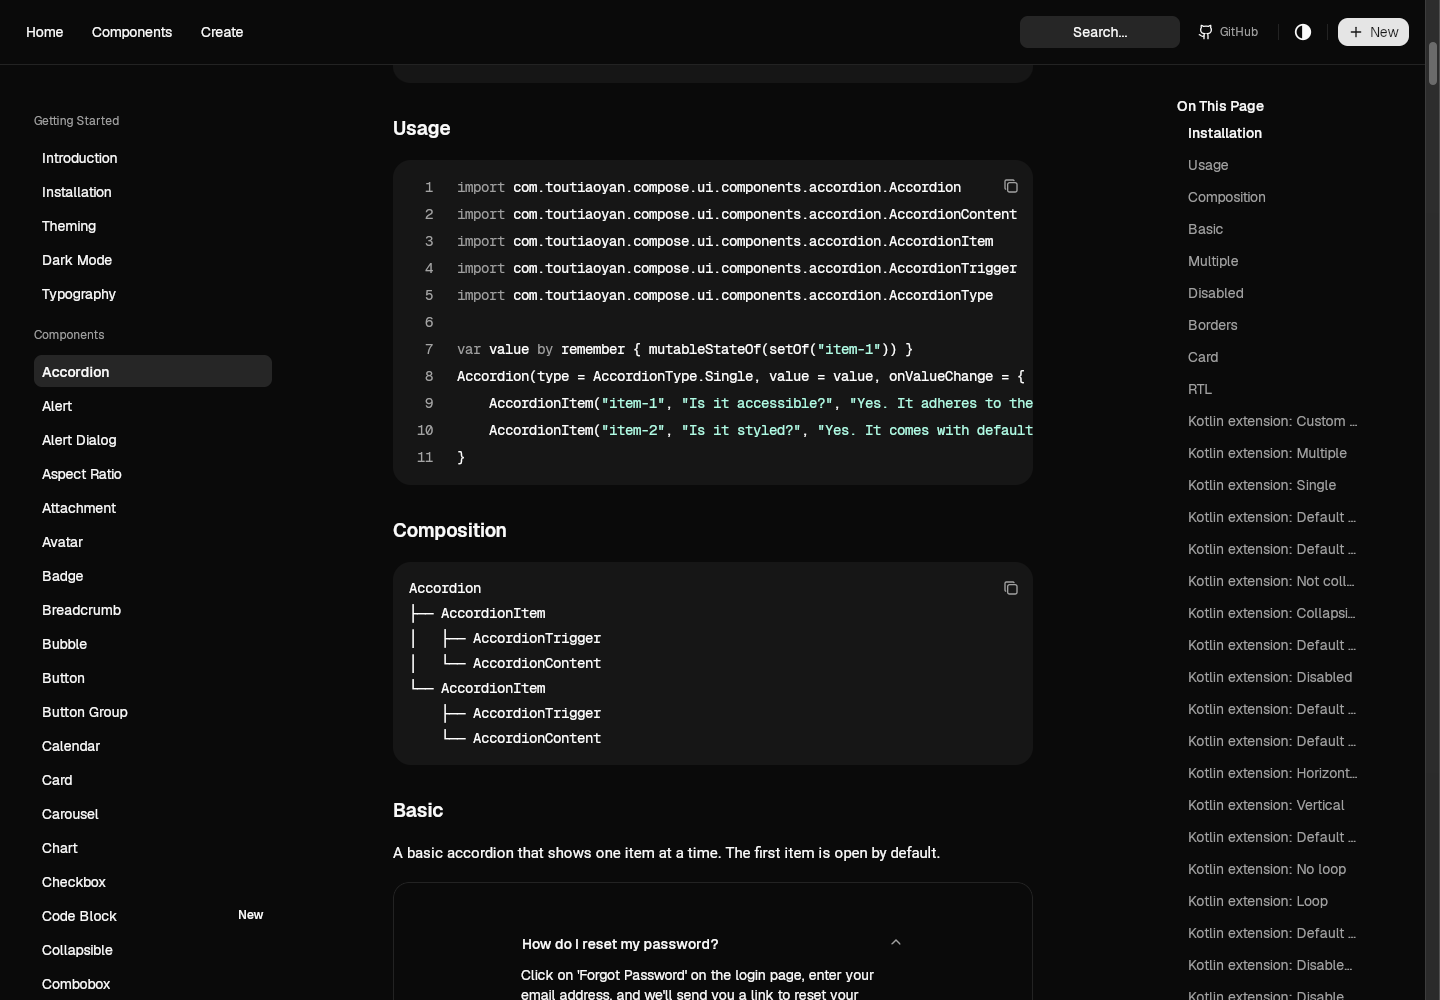 Home
Components
Create
Search...
GitHub
New
Getting Started
Introduction
Installation
Theming
Dark Mode
Typography
Components
Accordion
Alert
Alert Dialog
Aspect Ratio
Attachment
Avatar
Badge
Breadcrumb
Bubble
Button
Button Group
Calendar
Card
Carousel
Chart
Checkbox
Code Block New
Collapsible
Combobox
Usage
1 import com.toutiaoyan.compose.ui.components.accordion.Accordion
2 import com.toutiaoyan.compose.ui.components.accordion.AccordionContent
3 import com.toutiaoyan.compose.ui.components.accordion.AccordionItem
4 import com.toutiaoyan.compose.ui.components.accordion.AccordionTrigger
5 import com.toutiaoyan.compose.ui.components.accordion.AccordionType
6
7 var value by remember { mutableStateOf(setOf("item-1")) }
8 Accordion(type = AccordionType.Single, value = value, onValueChange = {
9     AccordionItem("item-1", "Is it accessible?", "Yes. It adheres to the
10     AccordionItem("item-2", "Is it styled?", "Yes. It comes with default
11 }
Composition
Accordion
├── AccordionItem
│   ├── AccordionTrigger
│   └── AccordionContent
└── AccordionItem
    ├── AccordionTrigger
    └── AccordionContent
Basic
A basic accordion that shows one item at a time. The first item is open by default.
How do I reset my password?
Click on 'Forgot Password' on the login page, enter your
email address, and we'll send you a link to reset your
On This Page
Installation
Usage
Composition
Basic
Multiple
Disabled
Borders
Card
RTL
Kotlin extension: Custom ...
Kotlin extension: Multiple
Kotlin extension: Single
Kotlin extension: Default ...
Kotlin extension: Default ...
Kotlin extension: Not coll...
Kotlin extension: Collapsi...
Kotlin extension: Default ...
Kotlin extension: Disabled
Kotlin extension: Default ...
Kotlin extension: Default ...
Kotlin extension: Horizont...
Kotlin extension: Vertical
Kotlin extension: Default ...
Kotlin extension: No loop
Kotlin extension: Loop
Kotlin extension: Default ...
Kotlin extension: Disable...
Kotlin extension: Disable